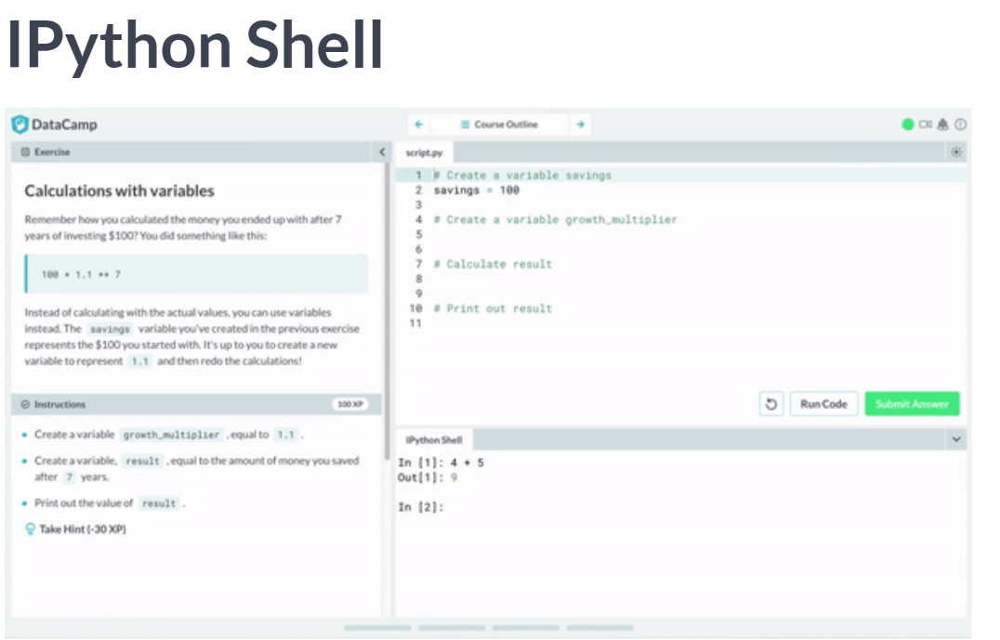 IPython Shell
DataCamp
Course Outline
Exercise
Calculations with variables
Remember how you calculated the money you ended up with after 7
years of investing $100? You did something like this:
100 * 1.1 ** 7
Instead of calculating with the actual values, you can use variables
instead. The savings variable you've created in the previous exercise
represents the $100 you started with. It's up to you to create a new
variable to represent 1.1 and then redo the calculations!
Instructions
100 XP
Create a variable growth_multiplier , equal to 1.1 .
Create a variable, result , equal to the amount of money you saved
after 7 years.
Print out the value of result .
Take Hint (-30 XP)
script.py
1 # Create a variable savings
2 savings = 100
3
4 # Create a variable growth_multiplier
5
6
7 # Calculate result
8
9
10 # Print out result
11
Run Code
Submit Answer
IPython Shell
In [1]: 4 + 5
Out[1]: 9
In [2]: